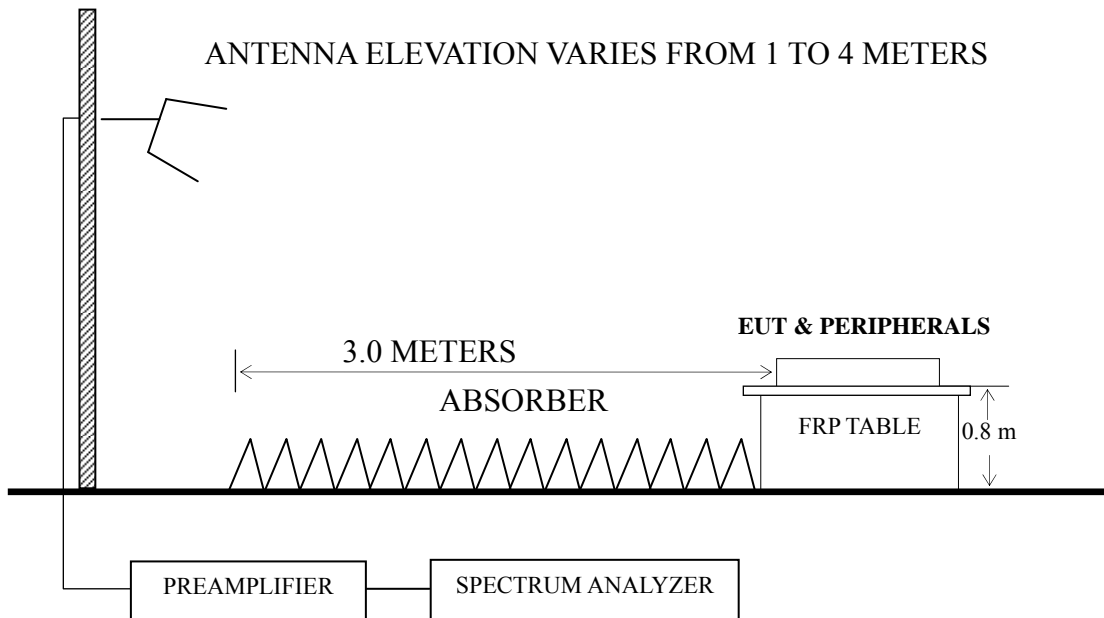 ANTENNA ELEVATION VARIES FROM 1 TO 4 METERS
EUT & PERIPHERALS
3.0 METERS
ABSORBER
FRP TABLE
0.8 m
PREAMPLIFIER
SPECTRUM ANALYZER